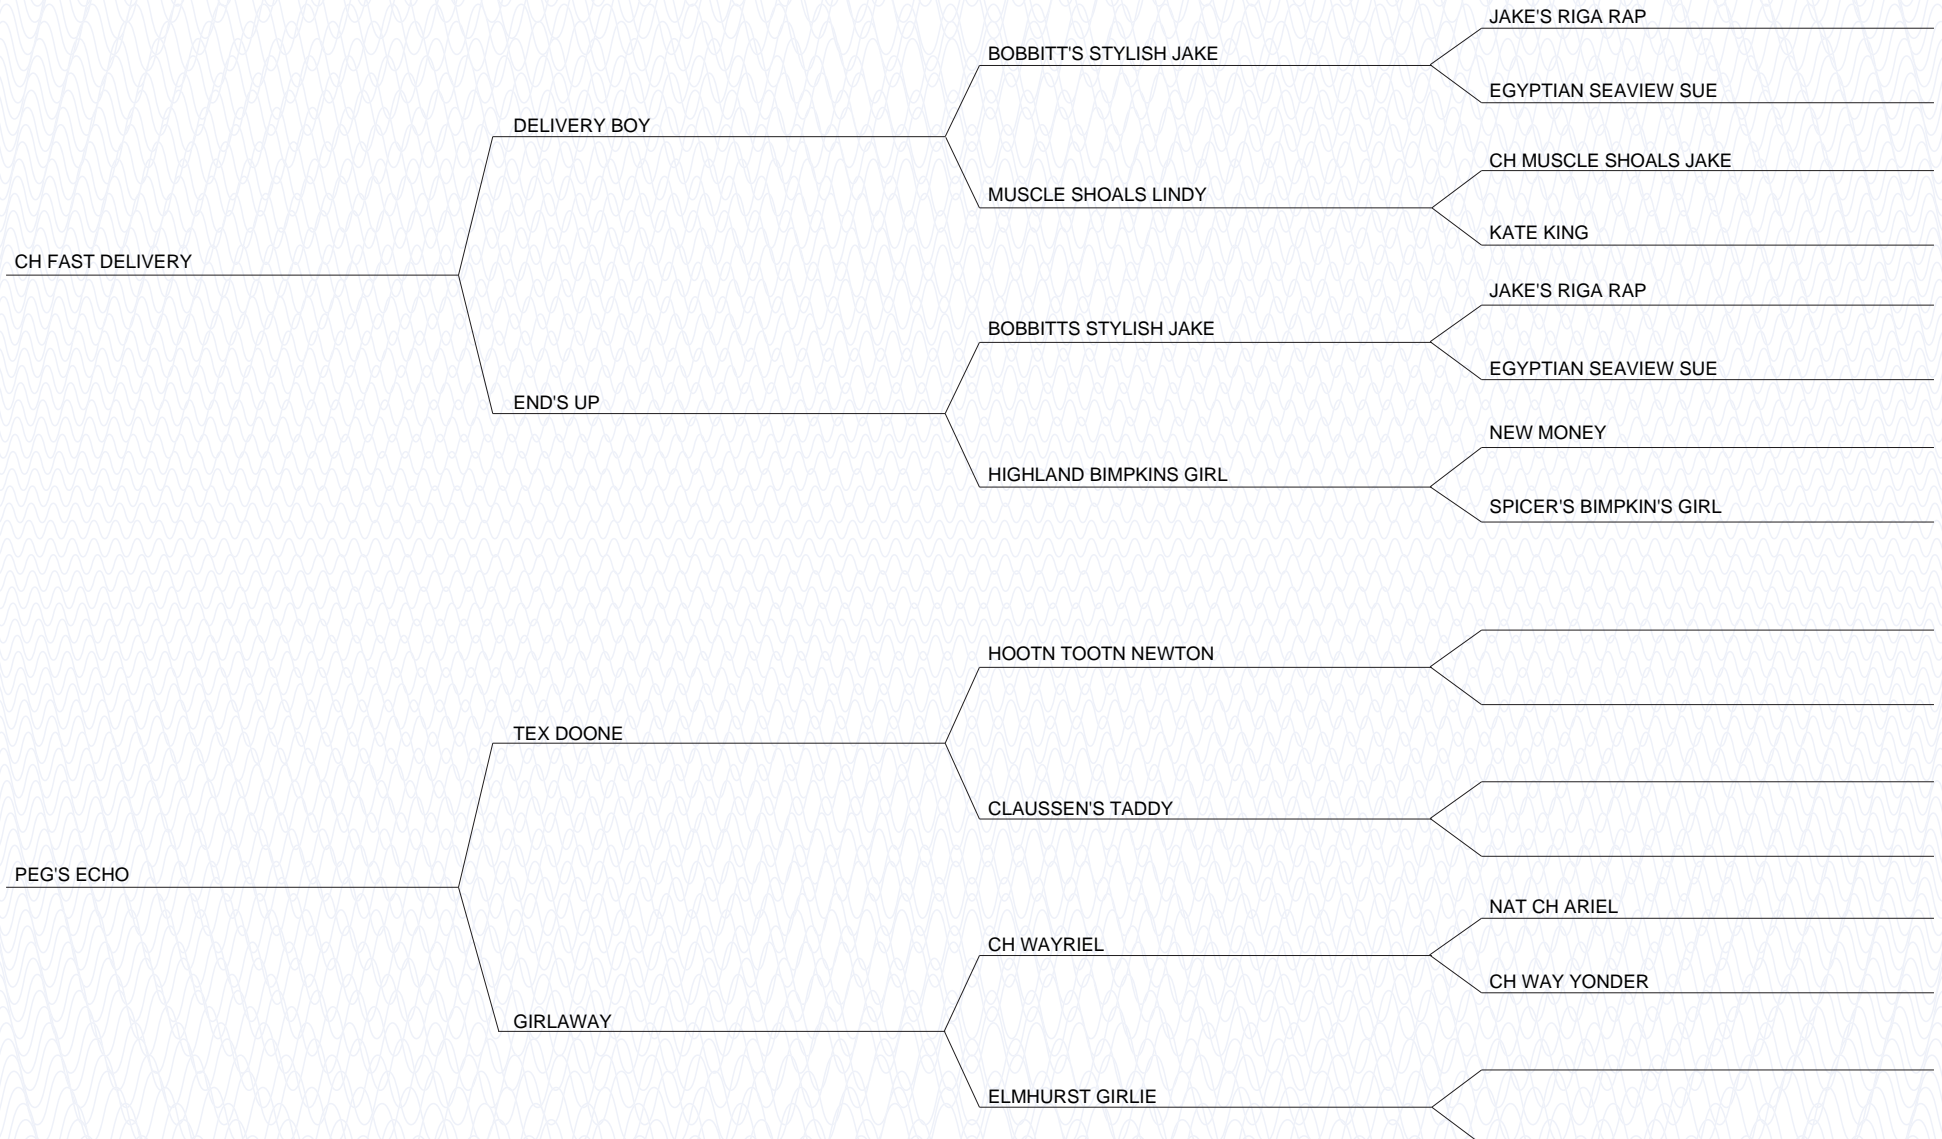 JAKE'S RIGA RAP
BOBBITT'S STYLISH JAKE
EGYPTIAN SEAVIEW SUE
DELIVERY BOY
CH MUSCLE SHOALS JAKE
MUSCLE SHOALS LINDY
KATE KING
CH FAST DELIVERY
JAKE'S RIGA RAP
BOBBITTS STYLISH JAKE
EGYPTIAN SEAVIEW SUE
END'S UP
NEW MONEY
HIGHLAND BIMPKINS GIRL
SPICER'S BIMPKIN'S GIRL
HOOTN TOOTN NEWTON
TEX DOONE
CLAUSSEN'S TADDY
PEG'S ECHO
NAT CH ARIEL
CH WAYRIEL
CH WAY YONDER
GIRLAWAY
ELMHURST GIRLIE